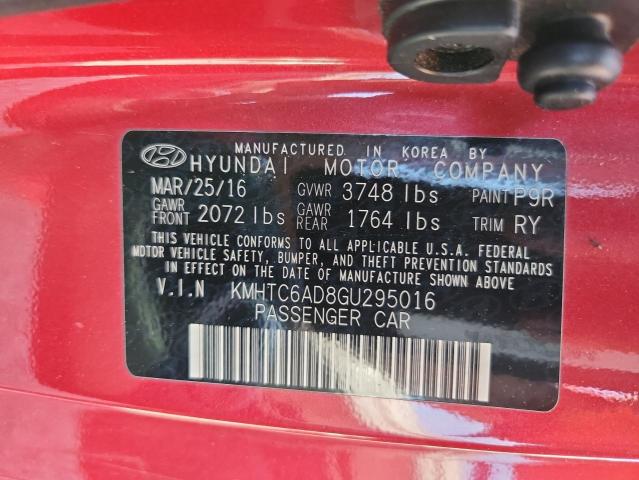 MANUFACTURED IN KOREA BY
HYUNDAI MOTOR COMPANY
MAR/25/16 GVWR 3748 lbs PAINT P9R
GAWR FRONT 2072 lbs GAWR REAR 1764 lbs TRIM RY
THIS VEHICLE CONFORMS TO ALL APPLICABLE U.S.A. FEDERAL
MOTOR VEHICLE SAFETY, BUMPER, AND THEFT PREVENTION STANDARDS
IN EFFECT ON THE DATE OF MANUFACTURE SHOWN ABOVE.
V.I.N KMHTC6AD8GU295016
PASSENGER CAR